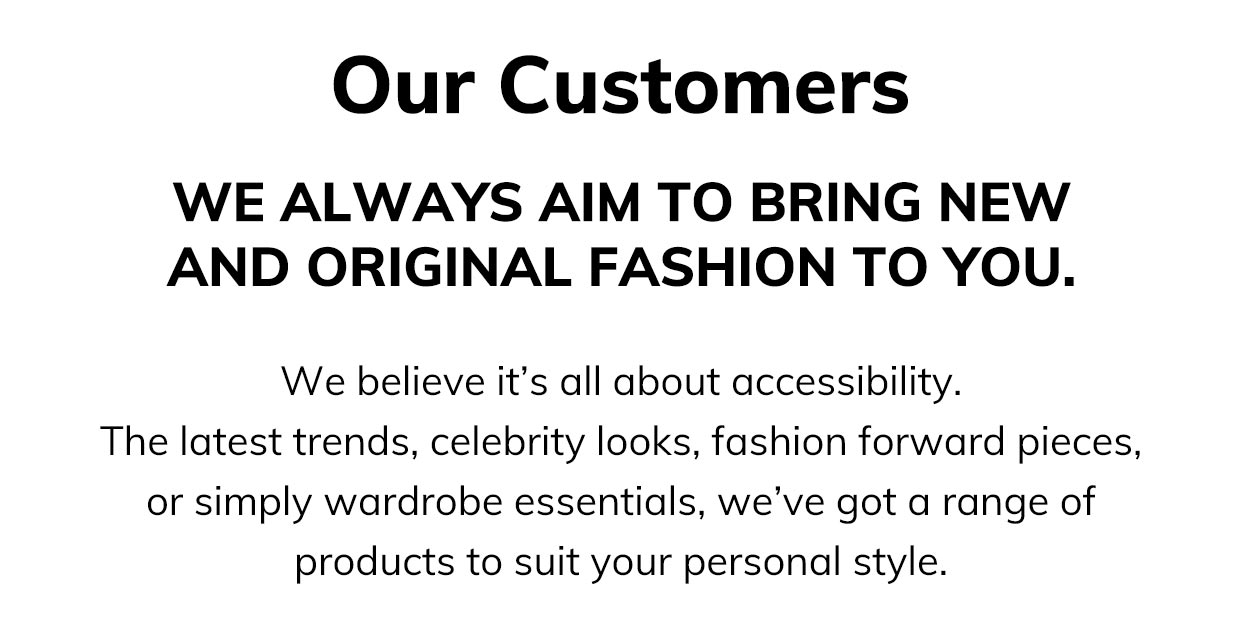 Our Customers
WE ALWAYS AIM TO BRING NEW
AND ORIGINAL FASHION TO YOU.
We believe it’s all about accessibility.
The latest trends, celebrity looks, fashion forward pieces,
or simply wardrobe essentials, we’ve got a range of
products to suit your personal style.